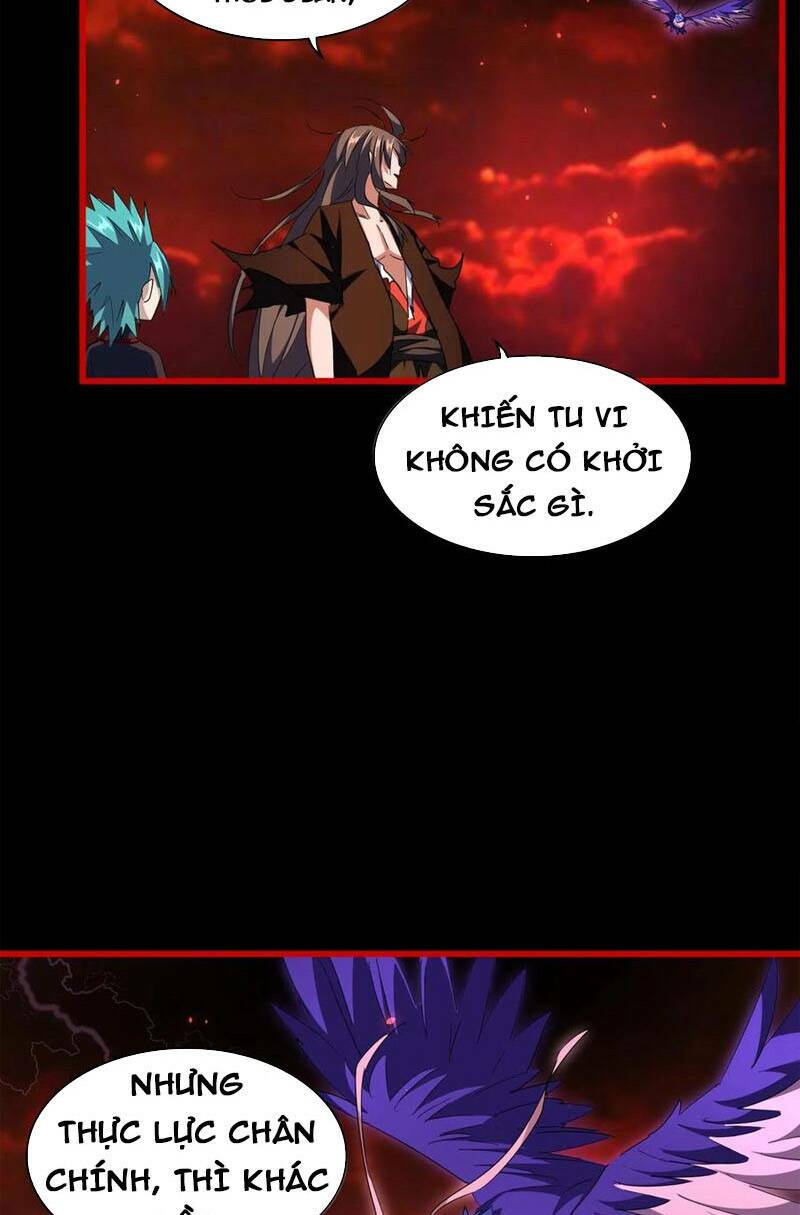 KHIẾN TU VI
KHÔNG CÓ KHỞI
SẮC GÌ.
NHƯNG
THỰC LỰC CHÂN
CHÍNH, THÌ KHÁC